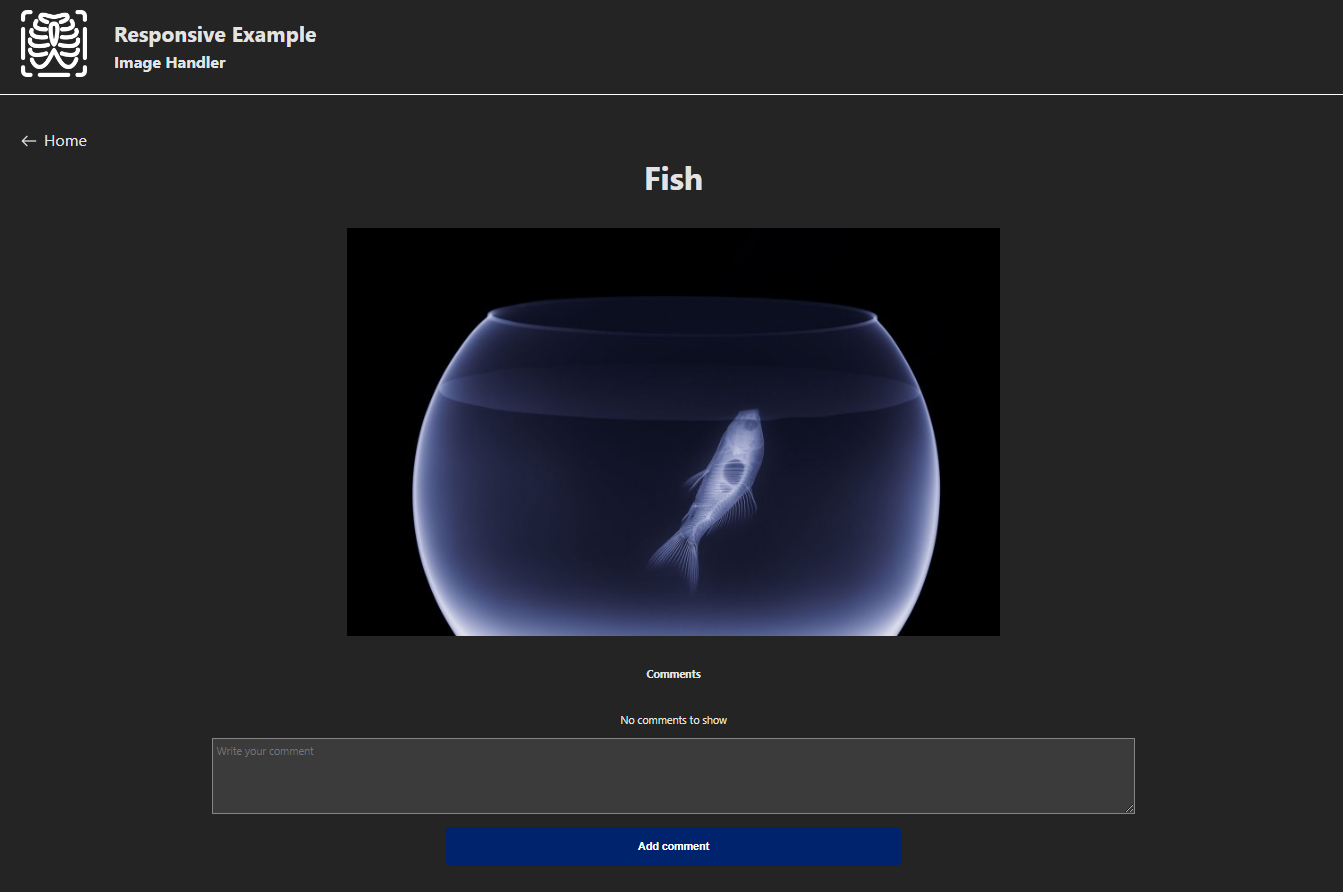 Responsive Example
Image Handler
Home
Fish
Comments
No comments to show
Write your comment
Add comment